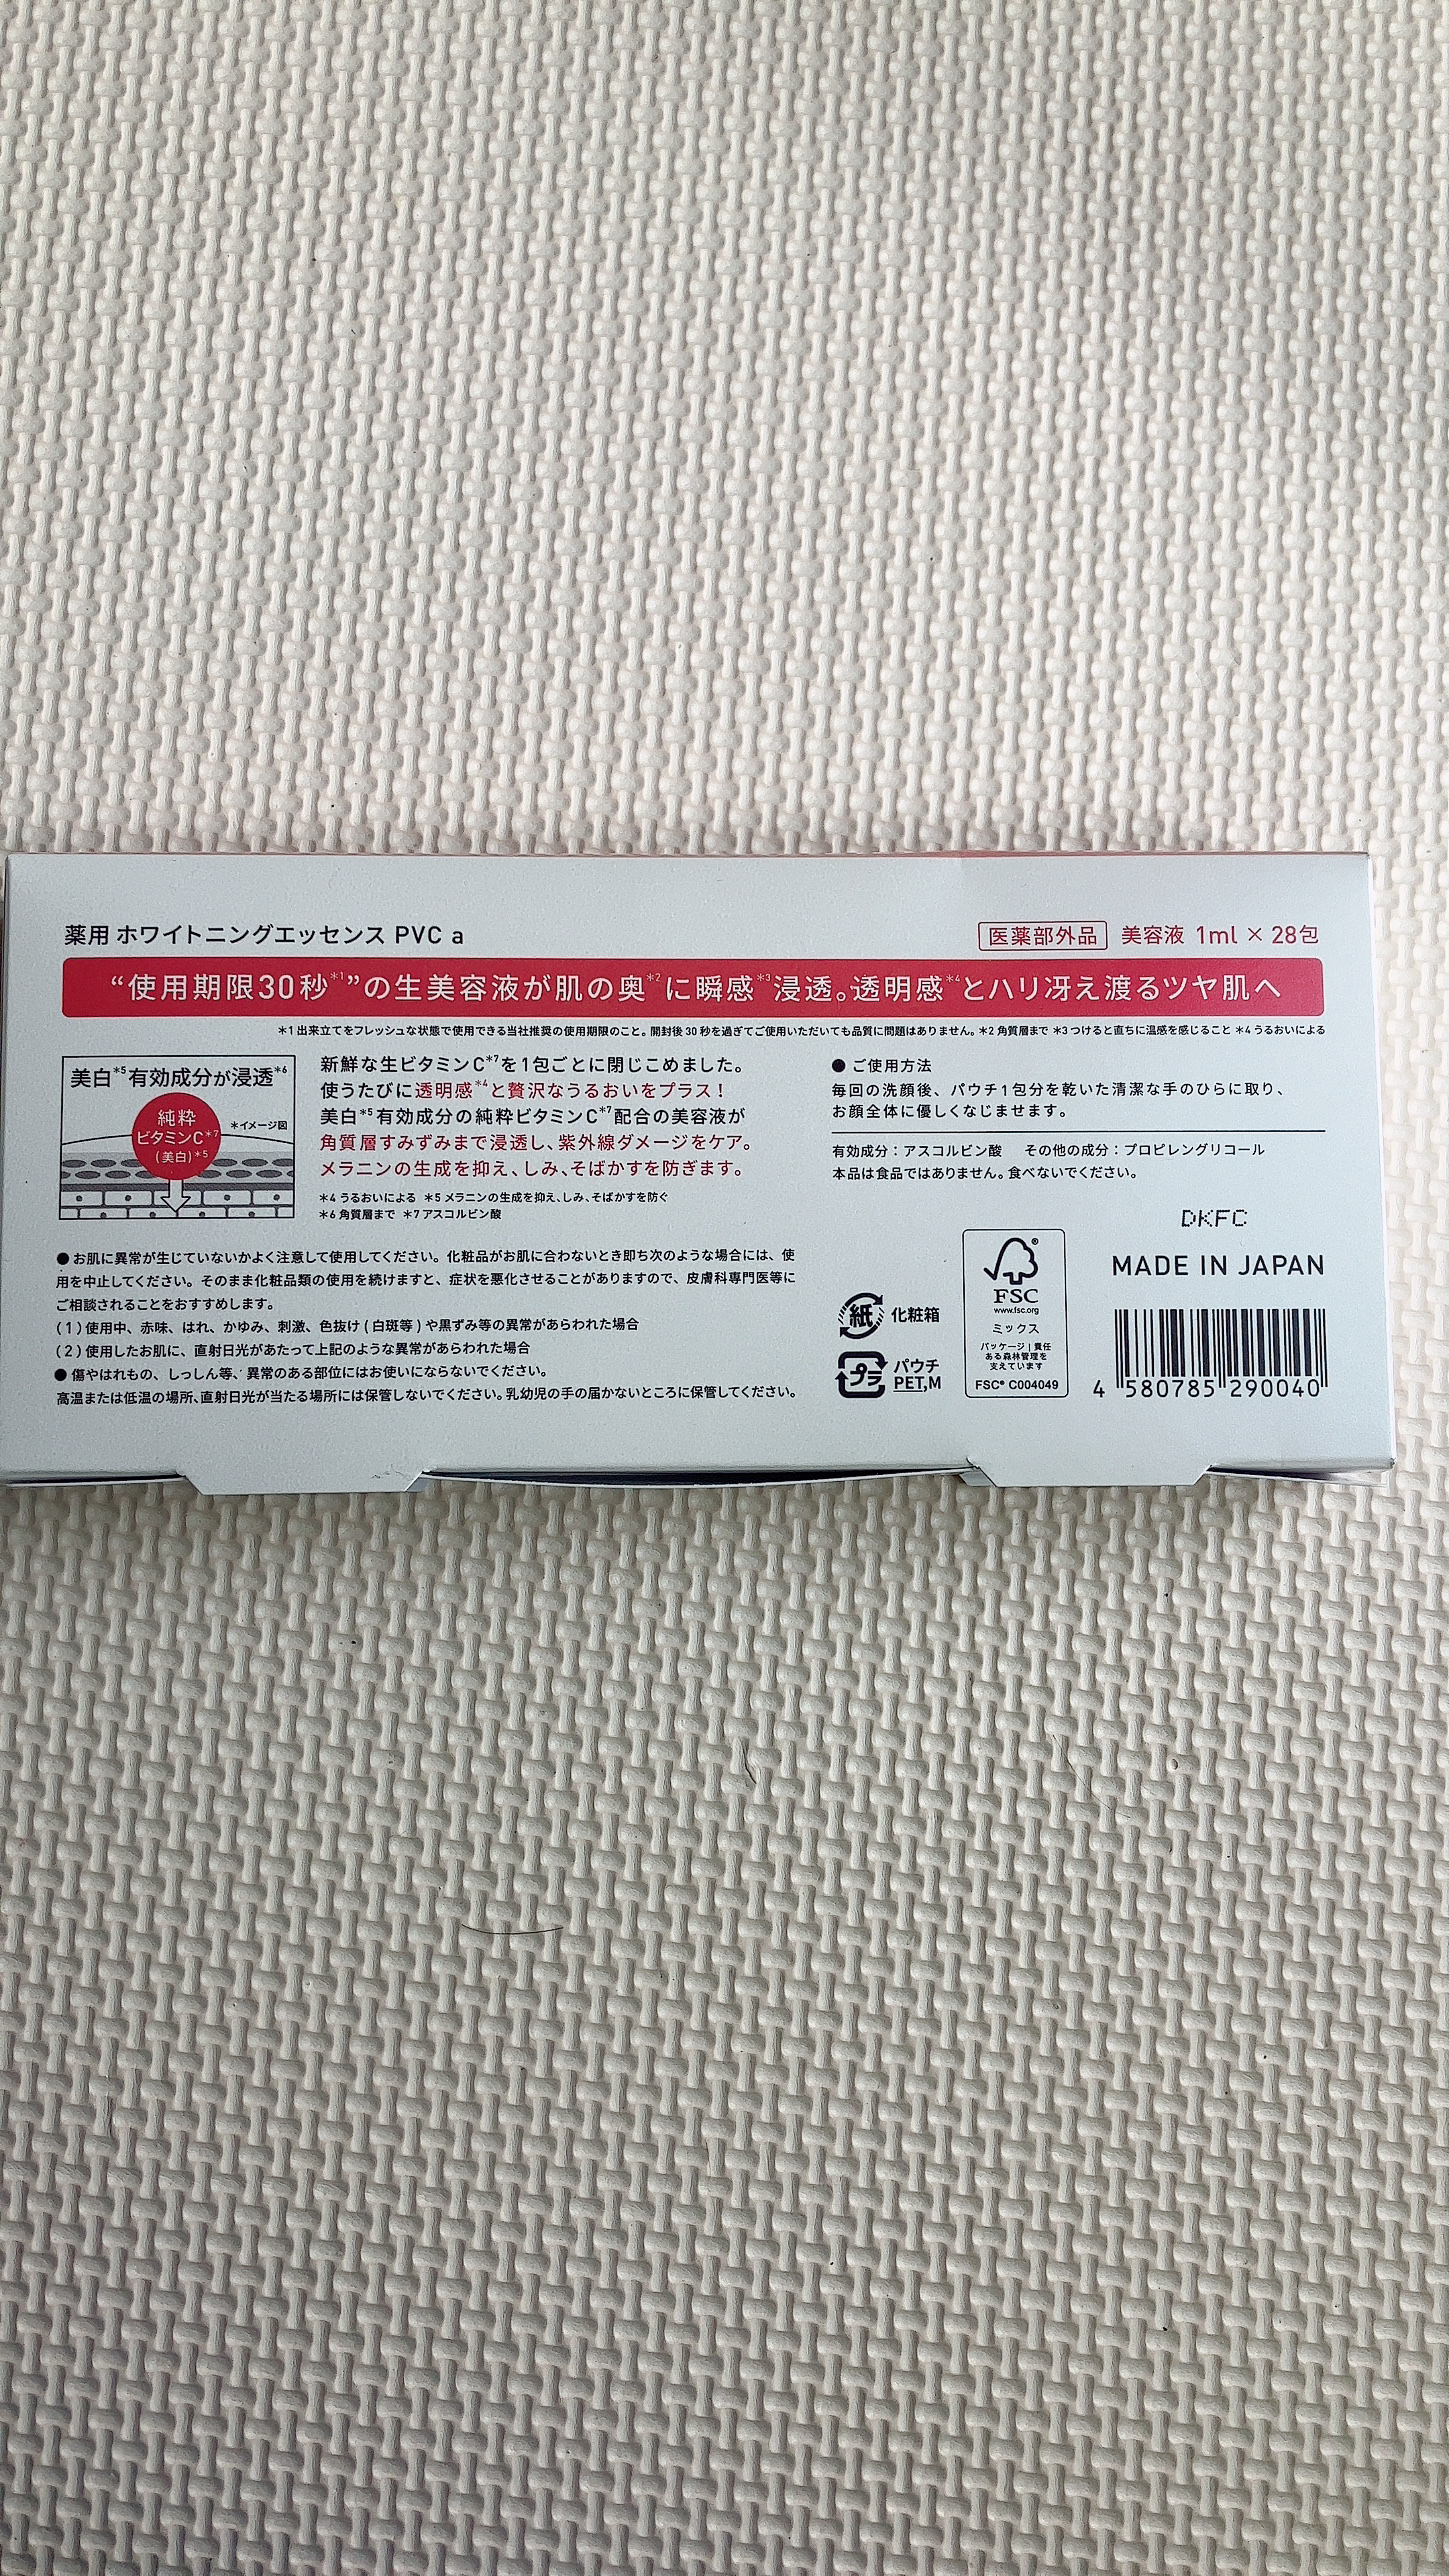 薬用 ホワイトニングエッセンス PVC a
医薬部外品 美容液 1ml × 28包
“使用期限30秒*1”の生美容液が肌の奥*2に瞬感*3浸透。透明感*4とハリ冴え渡るツヤ肌へ
*1 出来立てをフレッシュな状態で使用できる当社推奨の使用期限のこと。開封後30秒を過ぎてご使用いただいても品質に問題はありません。*2 角質層まで *3 つけると直ちに温感を感じること *4 うるおいによる
美白*5有効成分が浸透*6
純粋
ビタミンC*7
(美白)*5
*イメージ図
新鮮な生ビタミンC*7を1包ごとに閉じこめました。
使うたびに透明感*4と贅沢なうるおいをプラス！
美白*5有効成分の純粋ビタミンC*7配合の美容液が
角質層すみずみまで浸透し、紫外線ダメージをケア。
メラニンの生成を抑え、しみ、そばかすを防ぎます。
*4 うるおいによる *5 メラニンの生成を抑え、しみ、そばかすを防ぐ
*6 角質層まで *7 アスコルビン酸
● ご使用方法
毎回の洗顔後、パウチ1包分を乾いた清潔な手のひらに取り、
お顔全体に優しくなじませます。
有効成分：アスコルビン酸 その他の成分：プロピレングリコール
本品は食品ではありません。食べないでください。
● お肌に異常が生じていないかよく注意して使用してください。化粧品がお肌に合わないとき即ち次のような場合には、使
用を中止してください。そのまま化粧品類の使用を続けますと、症状を悪化させることがありますので、皮膚科専門医等に
ご相談されることをおすすめします。
(1)使用中、赤味、はれ、かゆみ、刺激、色抜け(白斑等)や黒ずみ等の異常があらわれた場合
(2)使用したお肌に、直射日光があたって上記のような異常があらわれた場合
● 傷やはれもの、しっしん等、異常のある部位にはお使いにならないでください。
高温または低温の場所、直射日光が当たる場所には保管しないでください。乳幼児の手の届かないところに保管してください。
紙 化粧箱
プラ パウチ
PET,M
FSC
www.fsc.org
ミックス
パッケージ | 責任
ある森林管理を
支えています
FSC® C004049
DKFC
MADE IN JAPAN
4 580785 290040